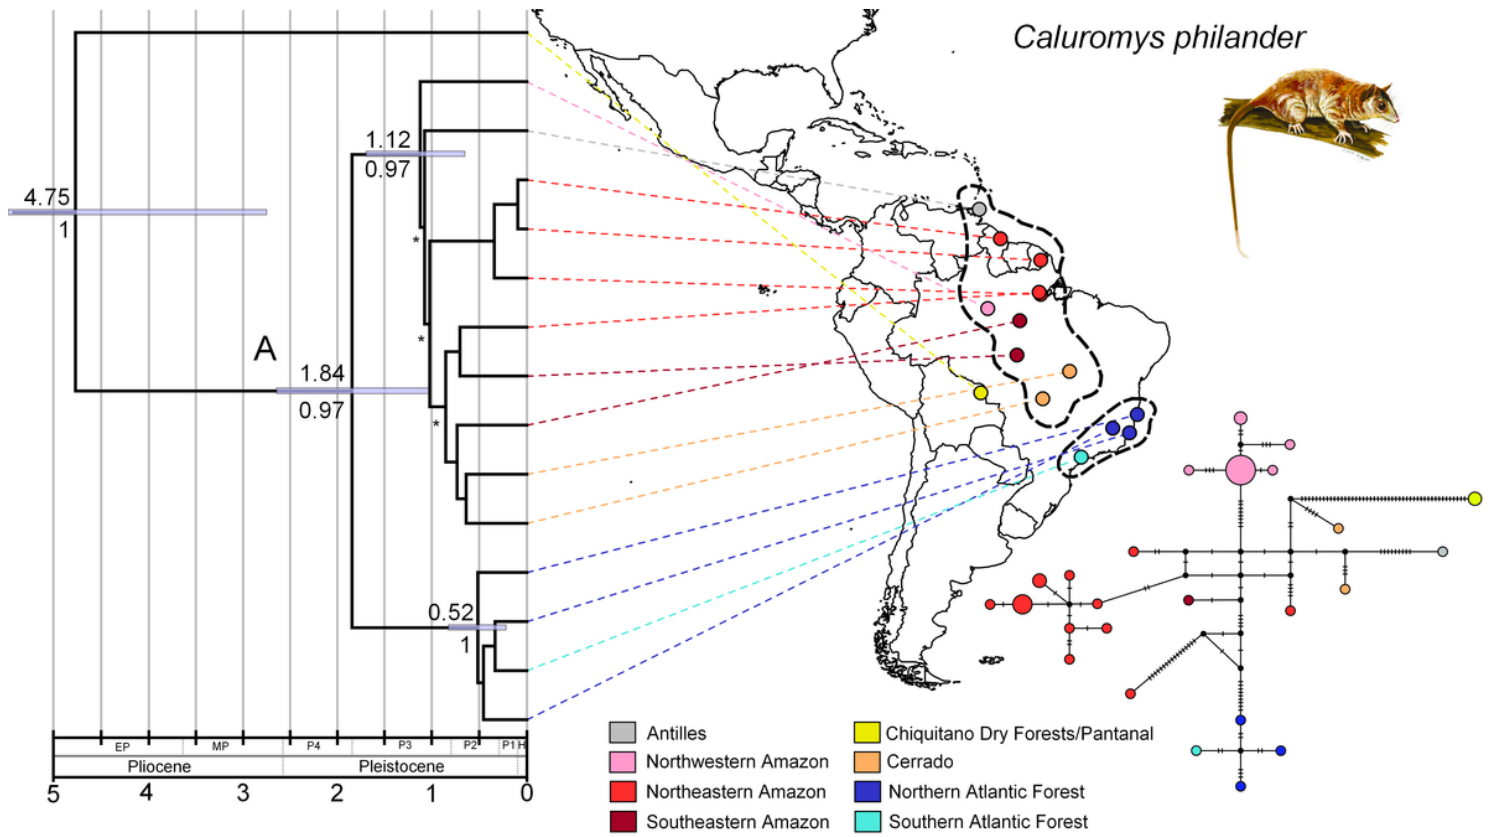 Caluromys philander
1.12
0.97
4.75
1
*
*
A
1.84
0.97
*
0.52
1
EP MP P4 P3 P2 P1 H
Pliocene Pleistocene
5 4 3 2 1 0
Antilles
Northwestern Amazon
Northeastern Amazon
Southeastern Amazon
Chiquitano Dry Forests/Pantanal
Cerrado
Northern Atlantic Forest
Southern Atlantic Forest